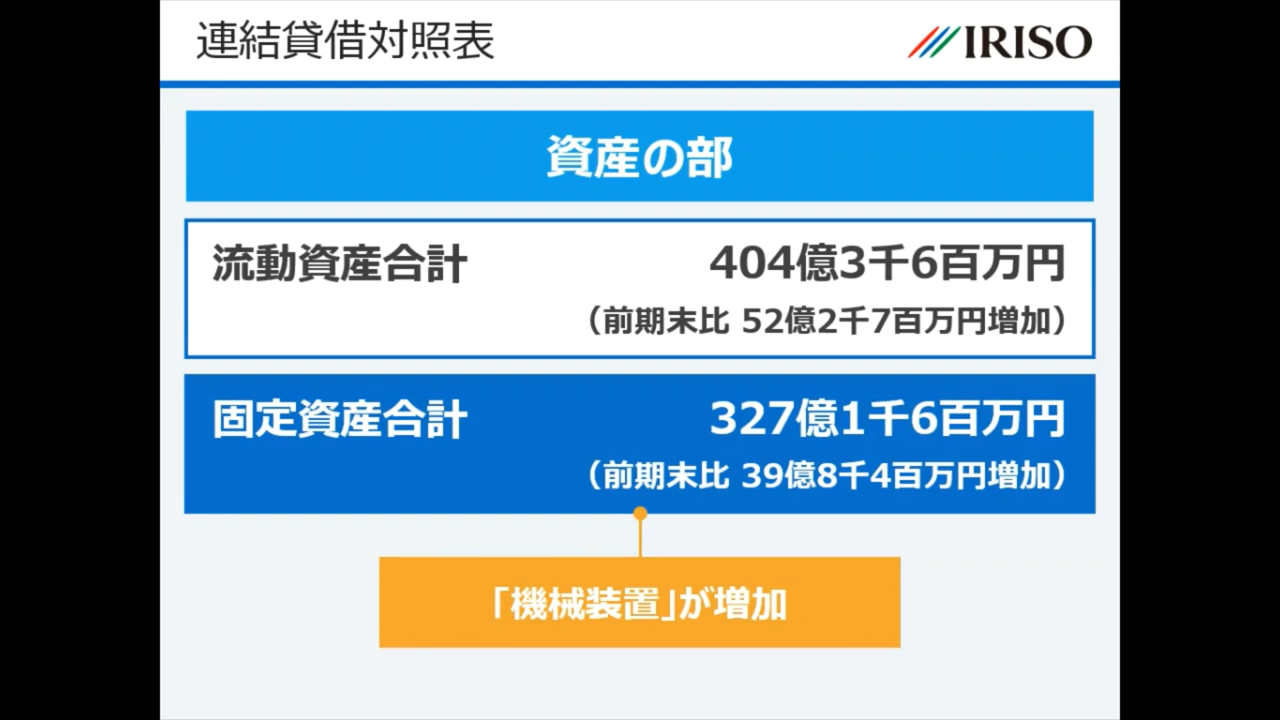 連結貸借対照表
IRISO
資産の部
流動資産合計 404億3千6百万円
（前期末比 52億2千7百万円増加）
固定資産合計 327億1千6百万円
（前期末比 39億8千4百万円増加）
「機械装置」が増加